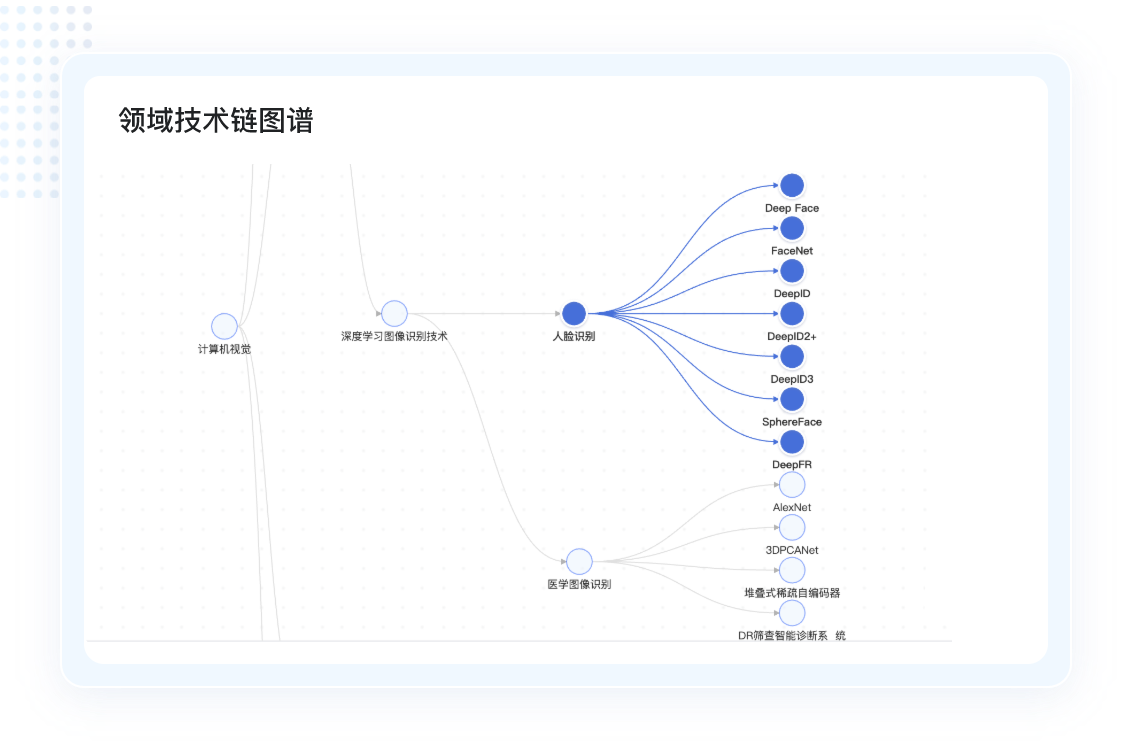 领域技术链图谱
Deep Face
FaceNet
DeepID
计算机视觉
深度学习图像识别技术
人脸识别
DeepID2+
DeepID3
SphereFace
DeepFR
AlexNet
3DPCANet
医学图像识别
堆叠式稀疏自编码器
DR筛查智能诊断系 统